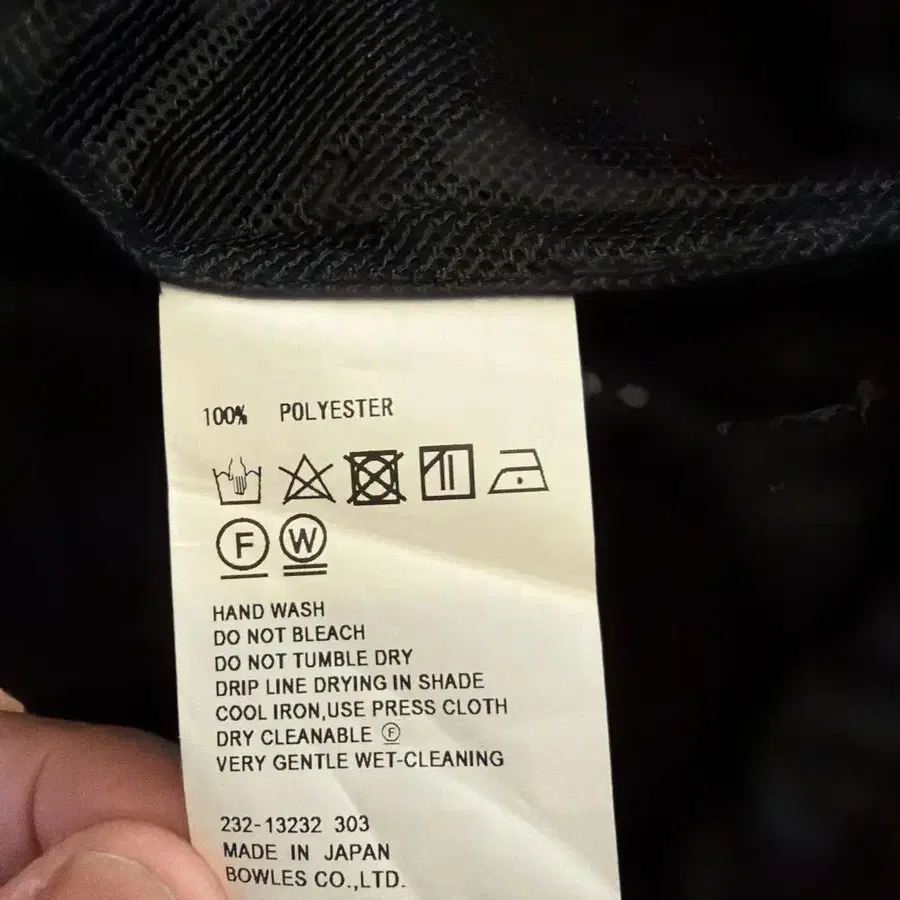 100% POLYESTER
F W
HAND WASH
DO NOT BLEACH
DO NOT TUMBLE DRY
DRIP LINE DRYING IN SHADE
COOL IRON,USE PRESS CLOTH
DRY CLEANABLE Ⓕ
VERY GENTLE WET-CLEANING
232-13232 303
MADE IN JAPAN
BOWLES CO.,LTD.